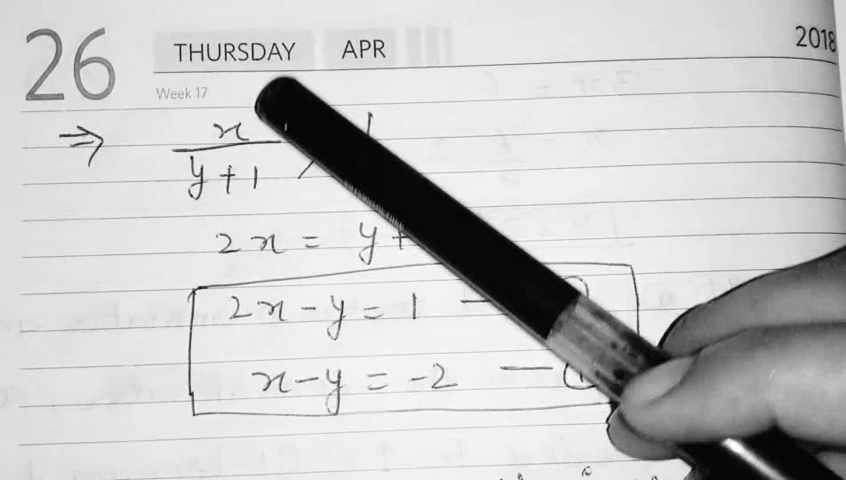 26 THURSDAY APR 2018
Week 17
⇒ x
y + 1
2x = y +
2x - y = 1 —
x - y = -2 —